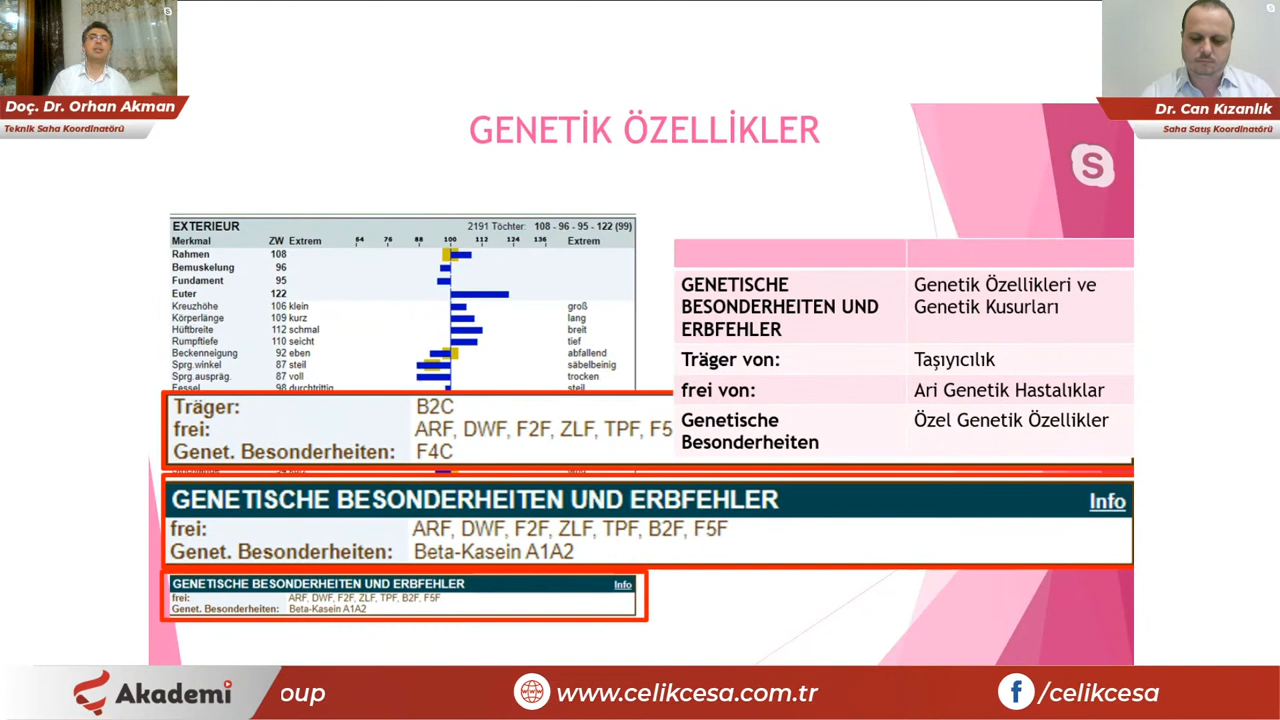 Doç. Dr. Orhan Akman
Teknik Saha Koordinatörü
Dr. Can Kızanlık
Saha Satış Koordinatörü
GENETİK ÖZELLİKLER
EXTERIEUR 2191 Töchter: 108 - 96 - 95 - 122 (99)
Merkmal ZW Extrem 64 76 88 100 112 124 136 Extrem
Rahmen 108
Bemuskelung 96
Fundament 95
Euter 122
Kreuzhöhe 106 klein groß
Körperlänge 109 kurz lang
Hüftbreite 112 schmal breit
Rumpftiefe 110 seicht tief
Beckenneigung 92 eben abfallend
Sprg.winkel 87 steil säbelbeinig
Sprg.auspräg. 87 voll trocken
Fessel 98 durchtrittig steil
GENETISCHE BESONDERHEITEN UND ERBFEHLER Genetik Özellikleri ve Genetik Kusurları
Träger von: Taşıyıcılık
frei von: Ari Genetik Hastalıklar
Genetische Besonderheiten Özel Genetik Özellikler
Träger: B2C
frei: ARF, DWF, F2F, ZLF, TPF, F5
Genet. Besonderheiten: F4C
GENETISCHE BESONDERHEITEN UND ERBFEHLER Info
frei: ARF, DWF, F2F, ZLF, TPF, B2F, F5F
Genet. Besonderheiten: Beta-Kasein A1A2
GENETISCHE BESONDERHEITEN UND ERBFEHLER Info
frei: ARF, DWF, F2F, ZLF, TPF, B2F, F5F
Genet. Besonderheiten: Beta-Kasein A1A2
Akademi oup www.celikcesa.com.tr /celikcesa